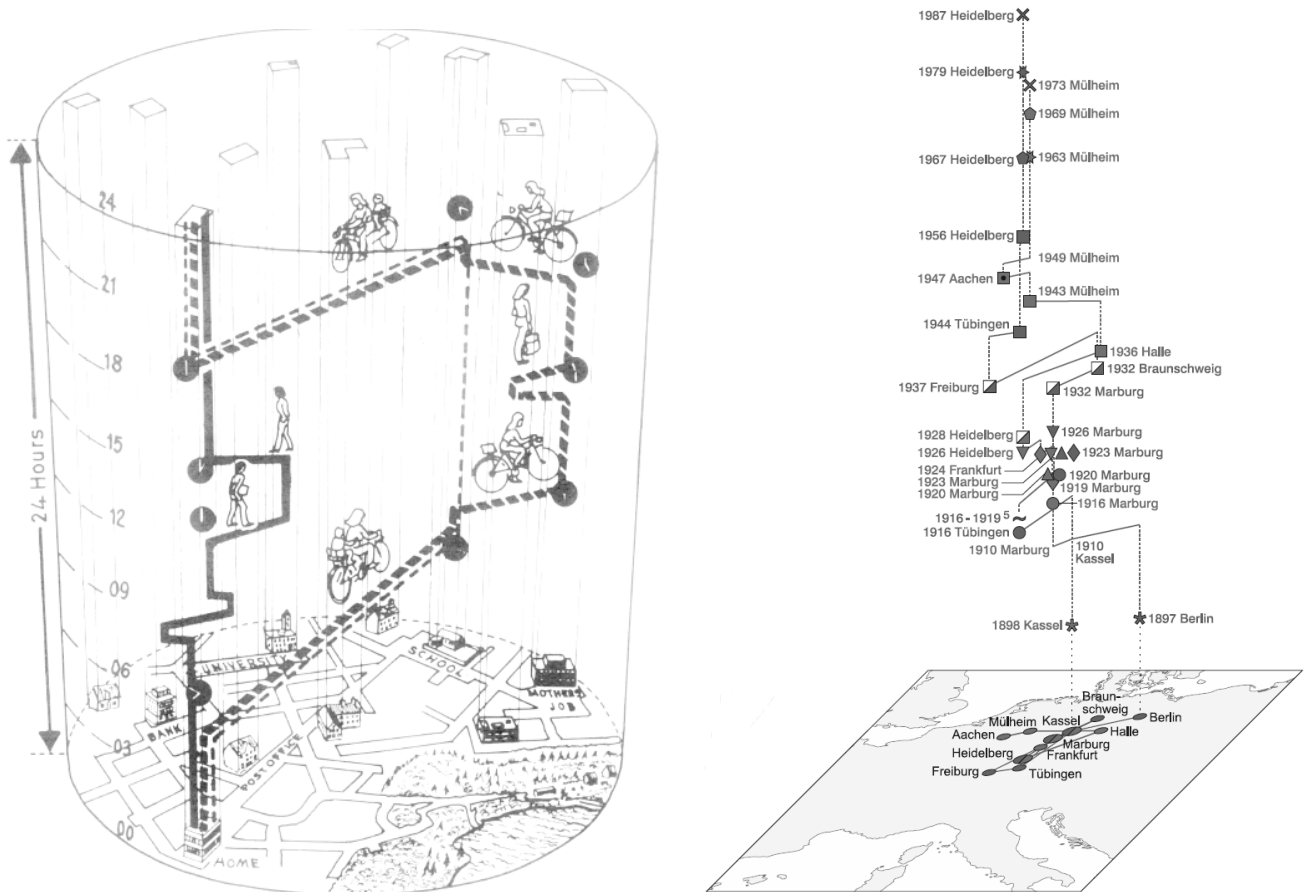 24 Hours
24
21
18
15
12
09
06
03
00
UNIVERSITY
SCHOOL
MOTHER'S
JOB
BANK
POST OFFICE
HOME
1987 Heidelberg
1979 Heidelberg
1973 Mülheim
1969 Mülheim
1967 Heidelberg
1963 Mülheim
1956 Heidelberg
1949 Mülheim
1947 Aachen
1943 Mülheim
1944 Tübingen
1936 Halle
1932 Braunschweig
1937 Freiburg
1932 Marburg
1928 Heidelberg
1926 Marburg
1926 Heidelberg
1923 Marburg
1924 Frankfurt
1923 Marburg
1920 Marburg
1920 Marburg
1919 Marburg
1916 Marburg
1916 - 1919 5
1916 Tübingen
1910 Marburg
1910
Kassel
1898 Kassel
1897 Berlin
Braun-
schweig
Mülheim
Kassel
Berlin
Aachen
Halle
Marburg
Heidelberg
Frankfurt
Freiburg
Tübingen